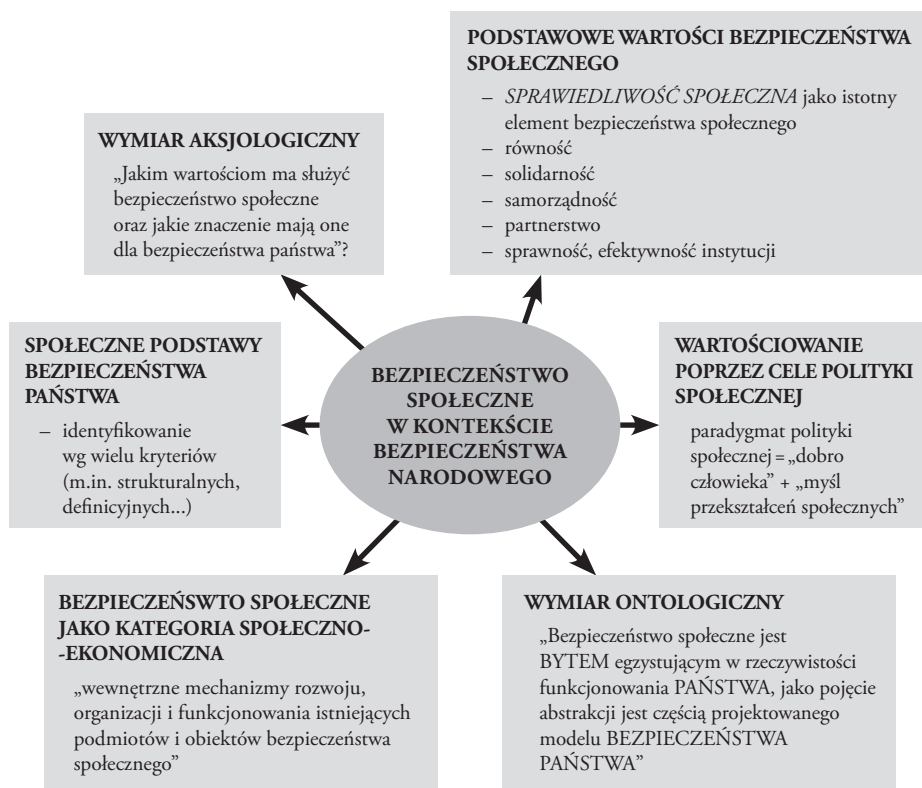 PODSTAWOWE WARTOŚCI BEZPIECZEŃSTWA
SPOŁECZNEGO
– SPRAWIEDLIWOŚĆ SPOŁECZNA jako istotny
element bezpieczeństwa społecznego
– równość
– solidarność
– samorządność
– partnerstwo
– sprawność, efektywność instytucji
WYMIAR AKSJOLOGICZNY
„Jakim wartościom ma służyć
bezpieczeństwo społeczne
oraz jakie znaczenie mają one
dla bezpieczeństwa państwa”?
SPOŁECZNE PODSTAWY
BEZPIECZEŃSTWA
PAŃSTWA
– identyfikowanie
wg wielu kryteriów
(m.in. strukturalnych,
definicyjnych...)
BEZPIECZEŃSTWO
SPOŁECZNE
W KONTEKŚCIE
BEZPIECZEŃSTWA
NARODOWEGO
WARTOŚCIOWANIE
POPRZEZ CELE POLITYKI
SPOŁECZNEJ
paradygmat polityki
społecznej = „dobro
człowieka” + „myśl
przekształceń społecznych”
BEZPIECZEŃSWTO SPOŁECZNE
JAKO KATEGORIA SPOŁECZNO-
-EKONOMICZNA
„wewnętrzne mechanizmy rozwoju,
organizacji i funkcjonowania istniejących
podmiotów i obiektów bezpieczeństwa
społecznego”
WYMIAR ONTOLOGICZNY
„Bezpieczeństwo społeczne jest
BYTEM egzystującym w rzeczywistości
funkcjonowania PAŃSTWA, jako pojęcie
abstrakcji jest częścią projektowanego
modelu BEZPIECZEŃSTWA
PAŃSTWA”